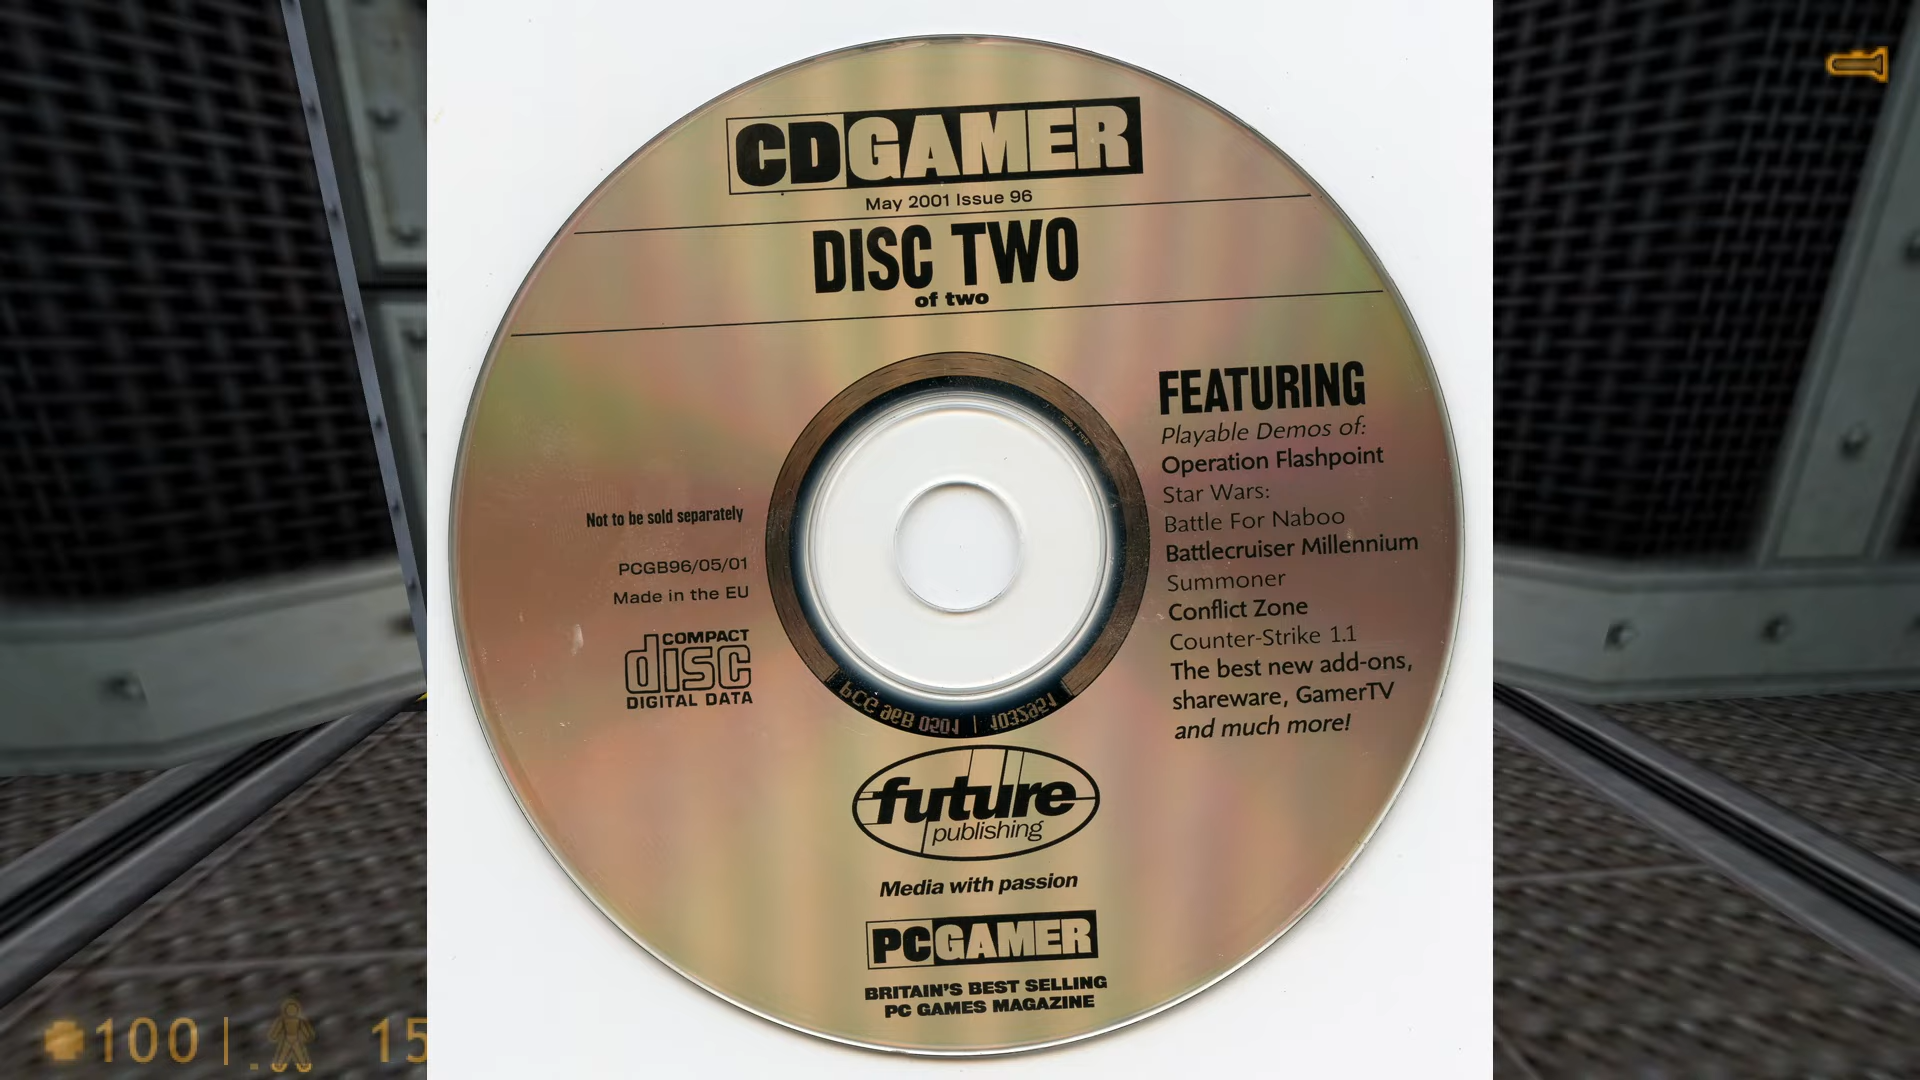 CDGAMER
May 2001 Issue 96
DISC TWO
of two
FEATURING
Playable Demos of:
Operation Flashpoint
Star Wars:
Battle For Naboo
Battlecruiser Millennium
Summoner
Conflict Zone
Counter-Strike 1.1
The best new add-ons,
shareware, GamerTV
and much more!
Not to be sold separately
PCGB96/05/01
Made in the EU
COMPACT
disc
DIGITAL DATA
future
publishing
Media with passion
PCGAMER
BRITAIN'S BEST SELLING
PC GAMES MAGAZINE
100
15